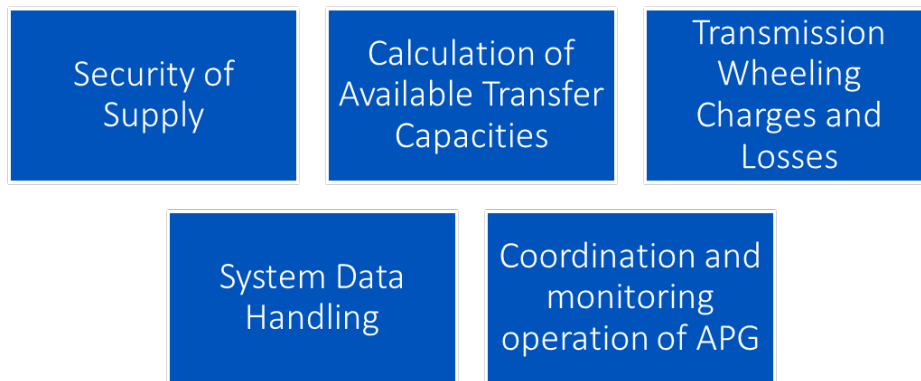 Security of
Supply
Calculation of
Available Transfer
Capacities
Transmission
Wheeling
Charges and
Losses
System Data
Handling
Coordination and
monitoring
operation of APG